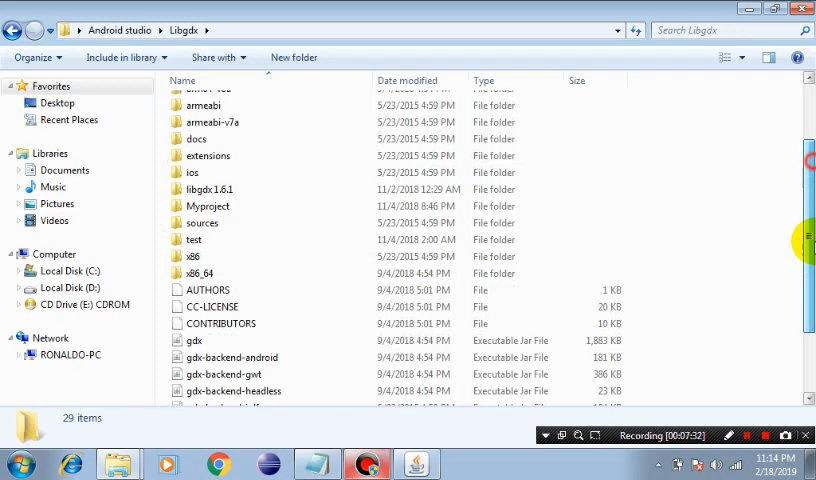 Android studio Libgdx Search Libgdx
Organize Include in library Share with New folder
Name Date modified Type Size
Favorites
Desktop
Recent Places
Libraries
Documents
Music
Pictures
Videos
Computer
Local Disk (C:)
Local Disk (D:)
CD Drive (E:) CDROM
Network
RONALDO-PC
armeabi 5/23/2015 4:59 PM File folder
armeabi-v7a 5/23/2015 4:59 PM File folder
docs 5/23/2015 4:59 PM File folder
extensions 5/23/2015 4:59 PM File folder
ios 5/23/2015 4:59 PM File folder
libgdx 1.6.1 11/2/2018 12:29 AM File folder
Myproject 11/4/2018 8:46 PM File folder
sources 5/23/2015 4:59 PM File folder
test 11/4/2018 2:00 AM File folder
x86 5/23/2015 4:59 PM File folder
x86_64 9/4/2018 4:54 PM File folder
AUTHORS 9/4/2018 5:01 PM File 1 KB
CC-LICENSE 9/4/2018 5:01 PM File 20 KB
CONTRIBUTORS 9/4/2018 5:01 PM File 10 KB
gdx 9/4/2018 4:54 PM Executable Jar File 1,883 KB
gdx-backend-android 9/4/2018 4:54 PM Executable Jar File 181 KB
gdx-backend-gwt 9/4/2018 4:54 PM Executable Jar File 386 KB
gdx-backend-headless 9/4/2018 4:54 PM Executable Jar File 23 KB
29 items
Recording [00:07:32]
11:14 PM
2/18/2019